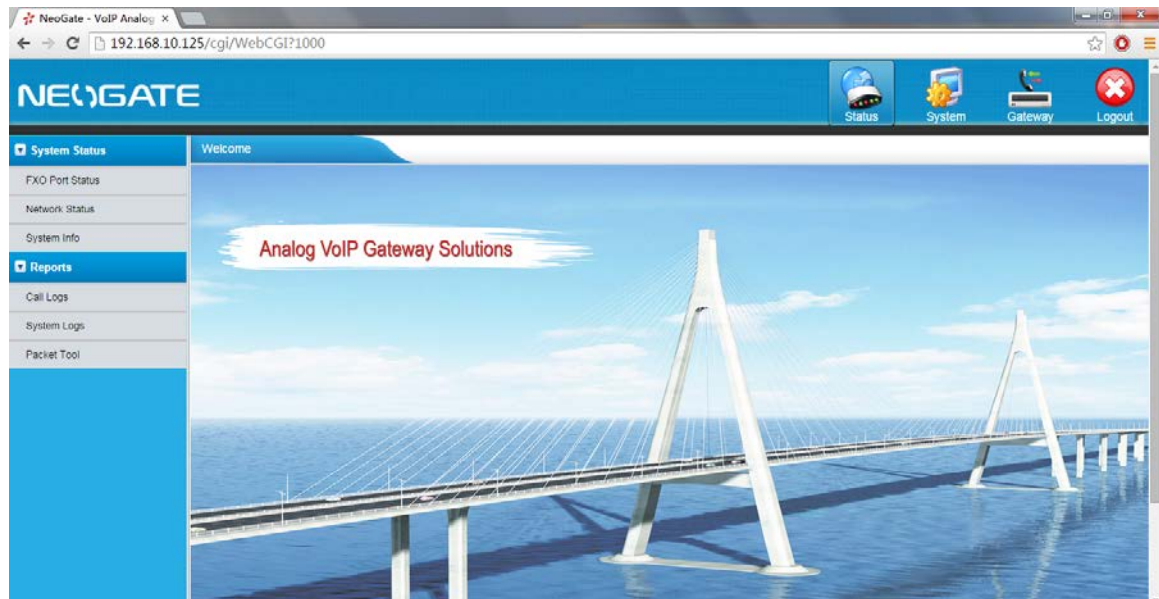 NeoGate - VoIP Analog
192.168.10.125/cgi/WebCGI?1000
NEOGATE
Status
System
Gateway
Logout
System Status
Welcome
FXO Port Status
Network Status
System Info
Reports
Call Logs
System Logs
Packet Tool
Analog VoIP Gateway Solutions